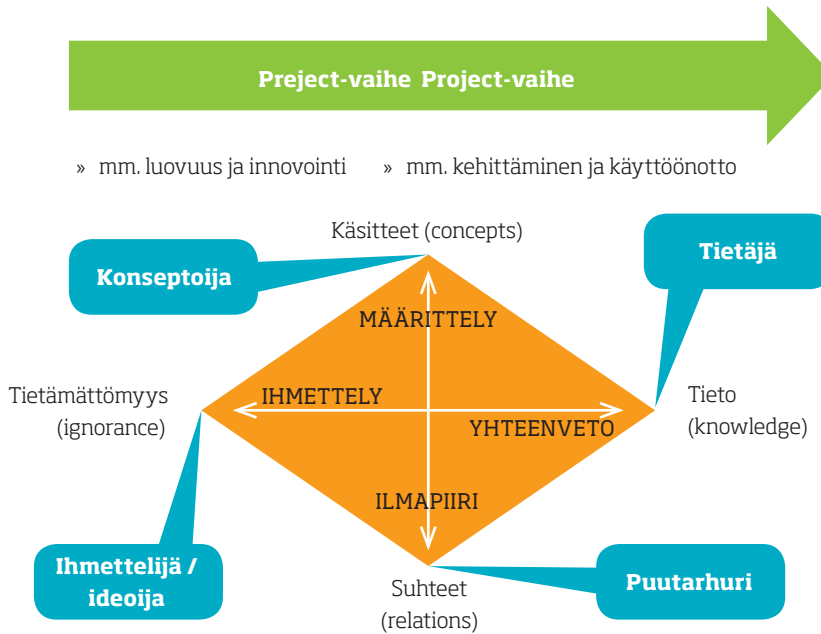 Preject-vaihe Project-vaihe
» mm. luovuus ja innovointi » mm. kehittäminen ja käyttöönotto
Käsitteet (concepts)
Konseptoija
Tietäjä
MÄÄRITTELY
Tietämättömyys
(ignorance)
IHMETTELY
YHTEENVETO
Tieto
(knowledge)
ILMAPIIRI
Ihmettelijä /
ideoija
Suhteet
(relations)
Puutarhuri